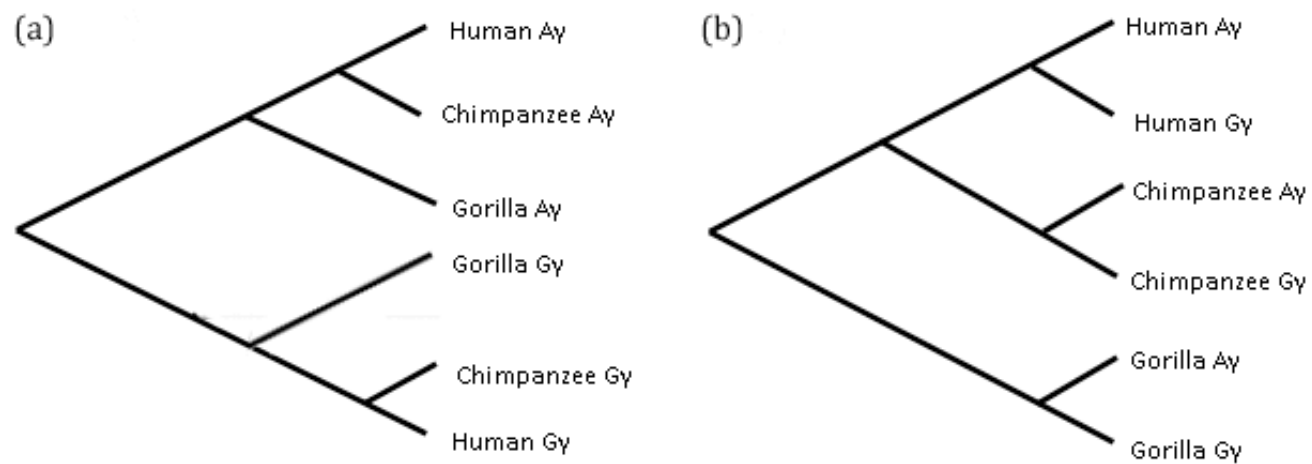 (a)
Human Aγ
Chimpanzee Aγ
Gorilla Aγ
Gorilla Gγ
Chimpanzee Gγ
Human Gγ
(b)
Human Aγ
Human Gγ
Chimpanzee Aγ
Chimpanzee Gγ
Gorilla Aγ
Gorilla Gγ